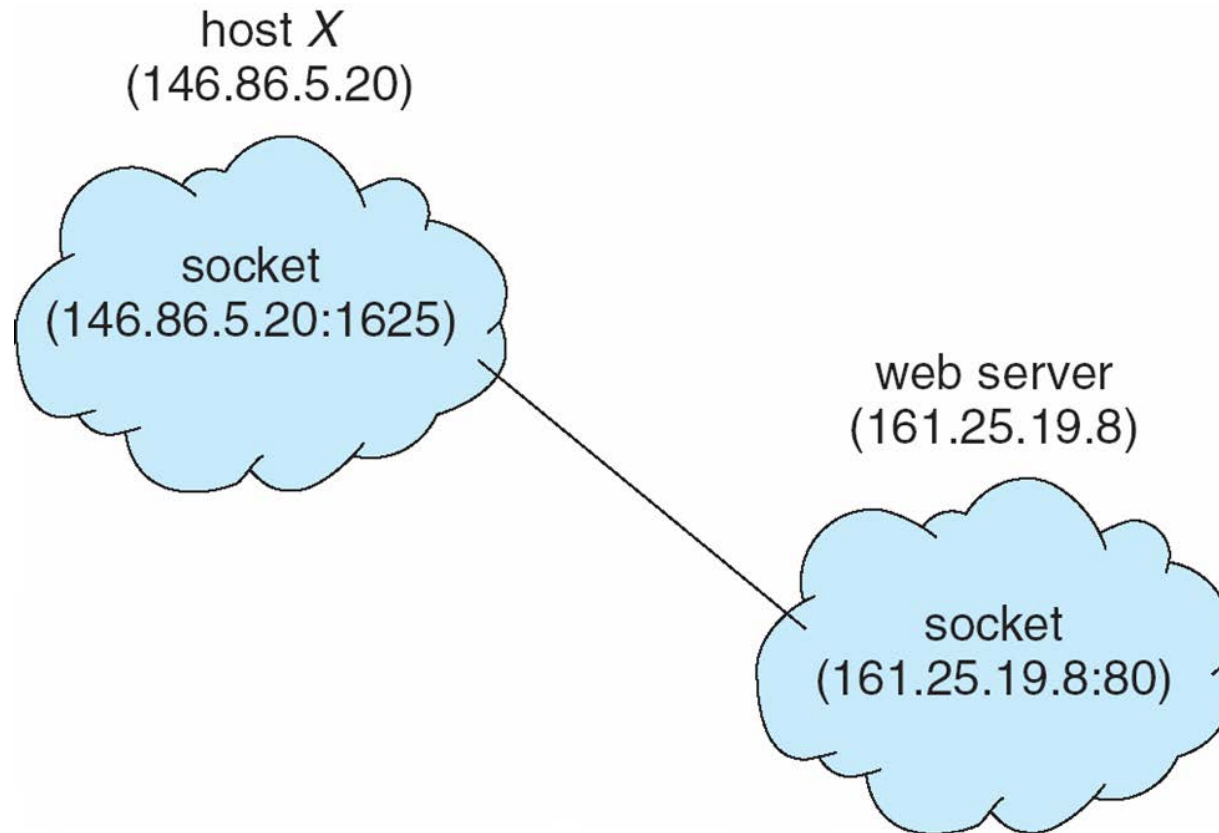 host X
(146.86.5.20)
socket
(146.86.5.20:1625)
web server
(161.25.19.8)
socket
(161.25.19.8:80)